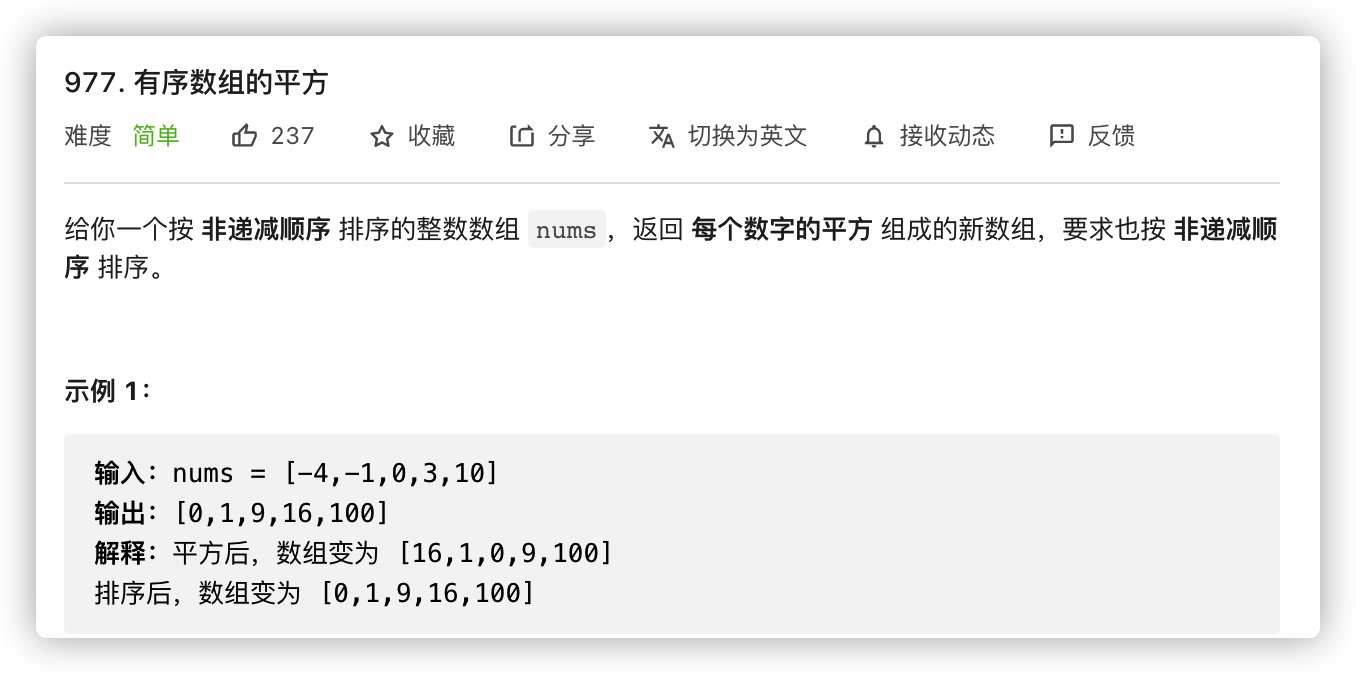 977. 有序数组的平方
难度 简单 237 收藏 分享 切换为英文 接收动态 反馈
给你一个按 非递减顺序 排序的整数数组 nums，返回 每个数字的平方 组成的新数组，要求也按 非递减顺
序 排序。
示例 1：
输入：nums = [-4,-1,0,3,10]
输出：[0,1,9,16,100]
解释：平方后，数组变为 [16,1,0,9,100]
排序后，数组变为 [0,1,9,16,100]